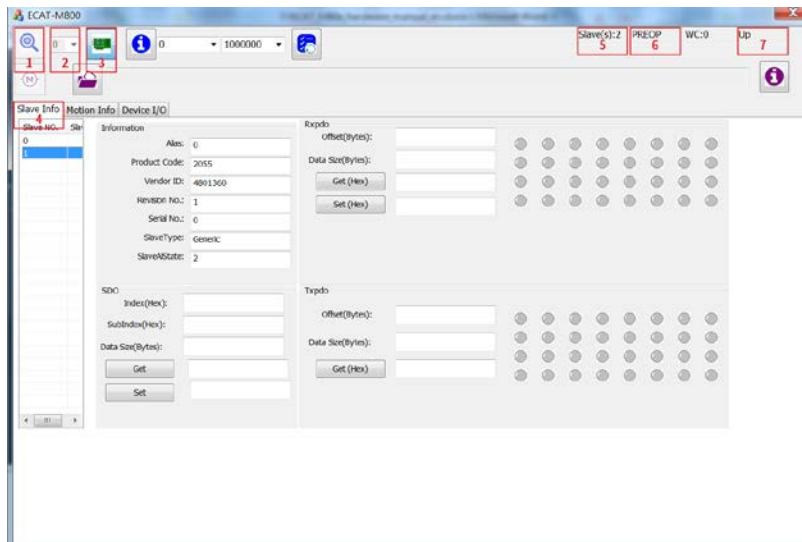 ECAT-M800
0 0 1000000 Slave(s):2 PREOP WC:0 Up
1 2 3 5 6 7
Slave Info Motion Info Device I/O
4
Slave NO.
0
1
Information
Alias: 0
Product Code: 2055
Vendor ID: 4801360
Revision No.: 1
Serial No.: 0
SlaveType: Generic
SlaveAlState: 2
Rxpdo
Offset(Bytes):
Data Size(Bytes):
Get (Hex)
Set (Hex)
SDO
Index(Hex):
SubIndex(Hex):
Data Size(Bytes):
Get
Set
Txpdo
Offset(Bytes):
Data Size(Bytes):
Get (Hex)